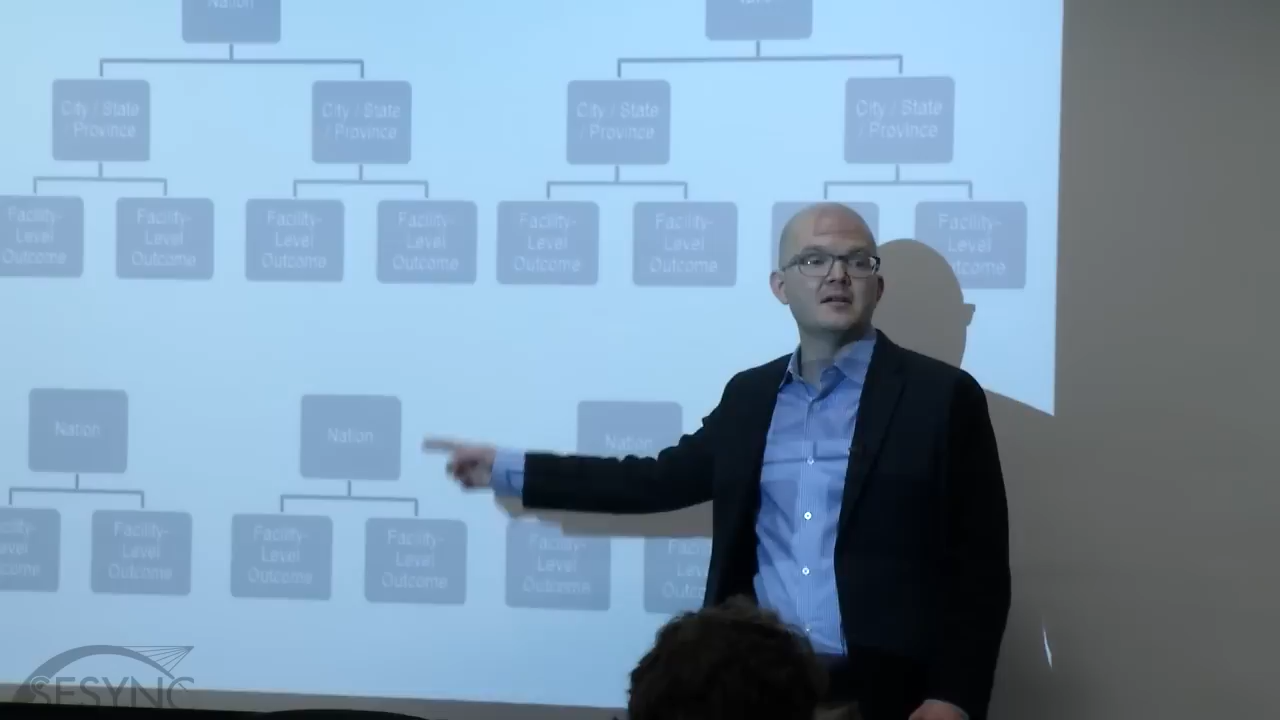 Nation
City / State
/ Province
City / State
/ Province
City / State
/ Province
City / State
/ Province
Facility-
Level
Outcome
Facility-
Level
Outcome
Facility-
Level
Outcome
Facility-
Level
Outcome
Facility-
Level
Outcome
Facility-
Level
Outcome
Facility-
Level
Nation
Nation
Nation
Facility-
Level
Outcome
Facility-
Level
Outcome
Facility-
Level
Outcome
Facility-
Level
Outcome
SESYNC